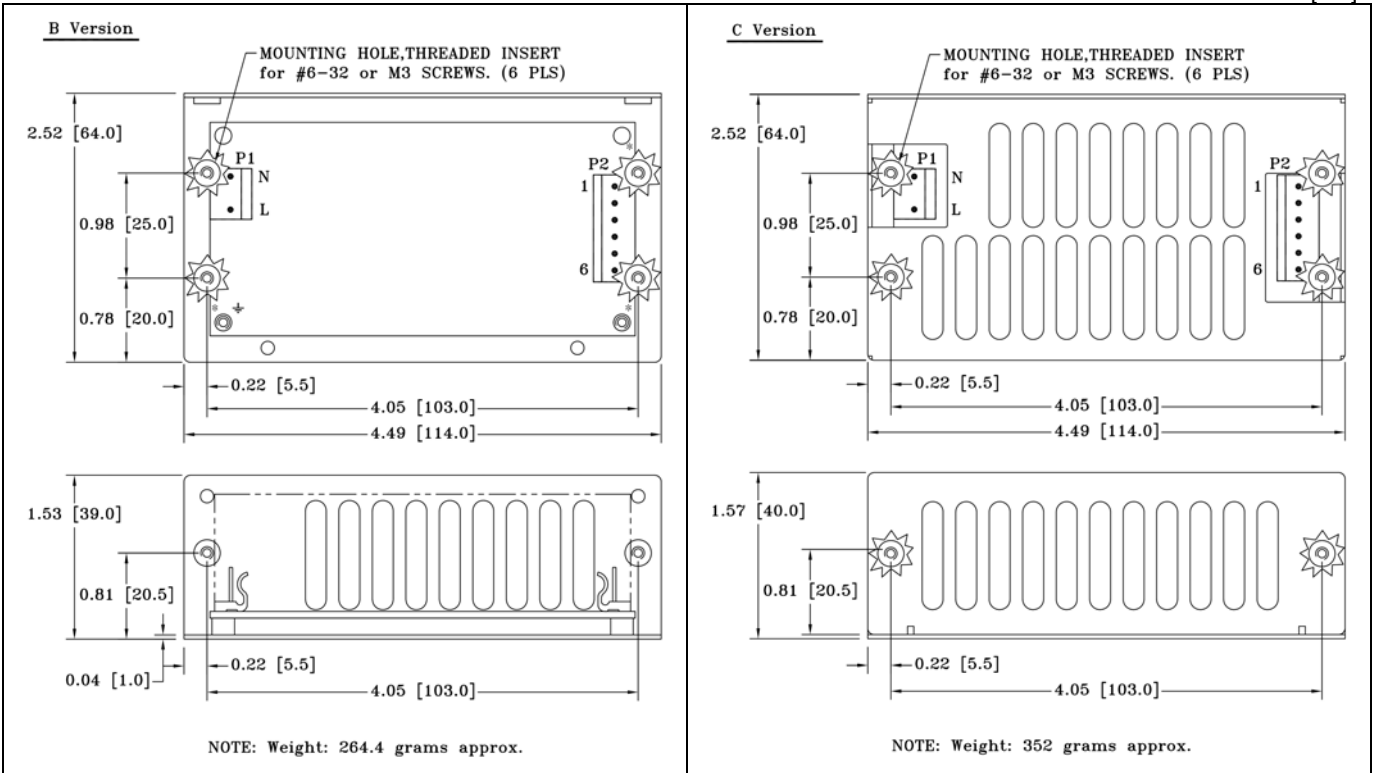 B Version
MOUNTING HOLE,THREADED INSERT
for #6-32 or M3 SCREWS. (6 PLS)
2.52 [64.0]
P1
N
L
P2
1
6
0.98 [25.0]
0.78 [20.0]
*
*
*
0.22 [5.5]
4.05 [103.0]
4.49 [114.0]
1.53 [39.0]
0.81 [20.5]
0.04 [1.0]
0.22 [5.5]
4.05 [103.0]
NOTE: Weight: 264.4 grams approx.
C Version
MOUNTING HOLE,THREADED INSERT
for #6-32 or M3 SCREWS. (6 PLS)
2.52 [64.0]
P1
N
L
P2
1
6
0.98 [25.0]
0.78 [20.0]
0.22 [5.5]
4.05 [103.0]
4.49 [114.0]
1.57 [40.0]
0.81 [20.5]
0.22 [5.5]
4.05 [103.0]
NOTE: Weight: 352 grams approx.